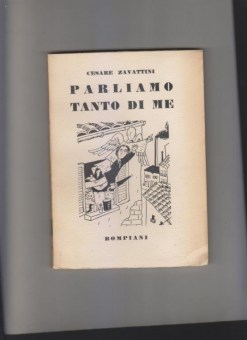 CESARE ZAVATTINI
PARLIAMO
TANTO DI ME
BOMPIANI